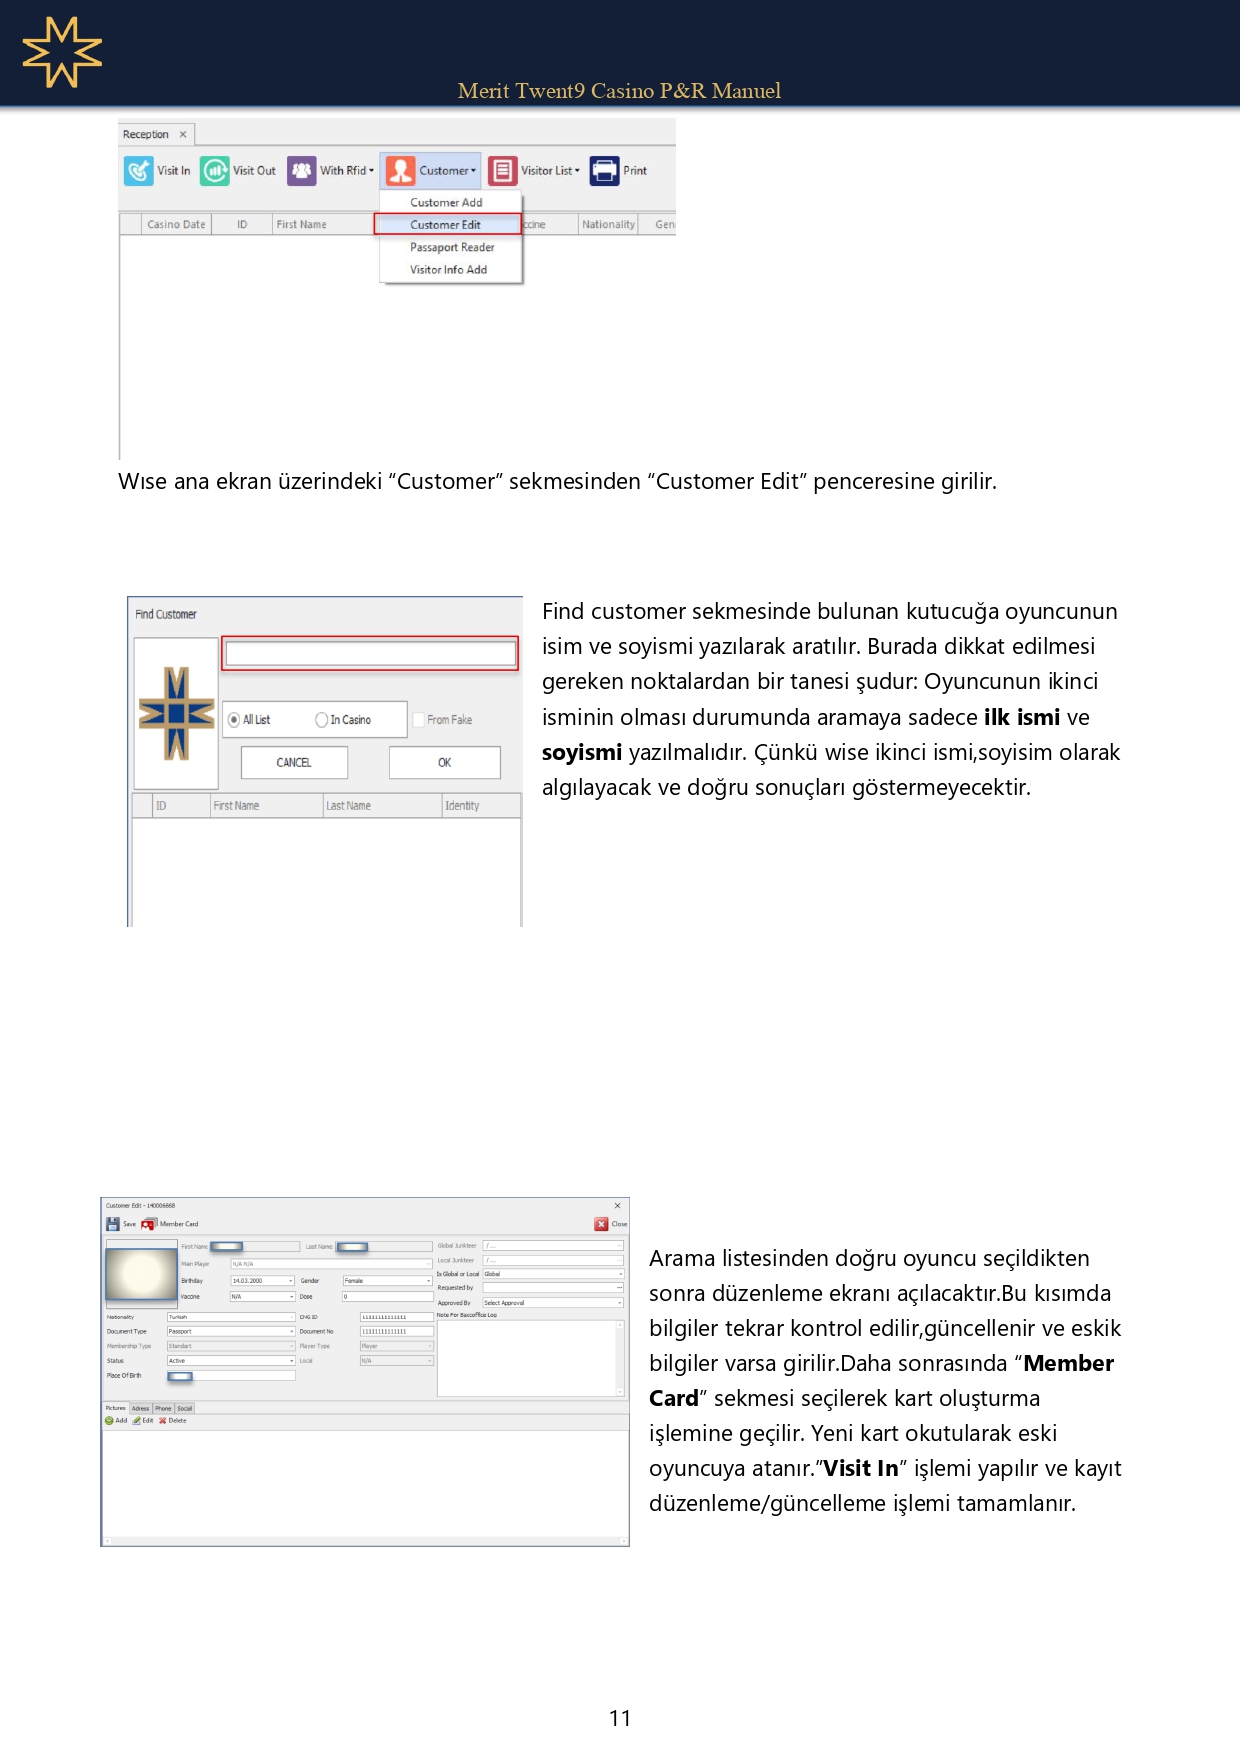 Merit Twent9 Casino P&R Manuel
Reception ×
Visit In Visit Out With Rfid Customer Visitor List Print
Customer Add
Casino Date ID First Name Customer Edit ccine Nationality Gen
Passaport Reader
Visitor Info Add
Wıse ana ekran üzerindeki “Customer” sekmesinden “Customer Edit” penceresine girilir.
Find Customer
All List In Casino From Fake
CANCEL OK
ID First Name Last Name Identity
Find customer sekmesinde bulunan kutucuğa oyuncunun
isim ve soyismi yazılarak aratılır. Burada dikkat edilmesi
gereken noktalardan bir tanesi şudur: Oyuncunun ikinci
isminin olması durumunda aramaya sadece ilk ismi ve
soyismi yazılmalıdır. Çünkü wise ikinci ismi,soyisim olarak
algılayacak ve doğru sonuçları göstermeyecektir.
Customer Edit - 140006668
Save Member Card Close
First Name Last Name Global Junkteer / ...
Main Player N/A N/A Local Junkteer / ...
Birthday 14.03.2000 Gender Female Is Global or Local Global
Vaccine N/A Dose 0 Requested by
Approved By Select Approval
Nationality Turkish ENG ID 11111111111111 Note For Baccoffice Log
Document Type Passport Document No 11111111111111
Membership Type Standart Player Type Player
Status Active Local N/A
Place Of Birth
Pictures Adress Phone Social
Add Edit Delete
Arama listesinden doğru oyuncu seçildikten
sonra düzenleme ekranı açılacaktır.Bu kısımda
bilgiler tekrar kontrol edilir,güncellenir ve eskik
bilgiler varsa girilir.Daha sonrasında “Member
Card” sekmesi seçilerek kart oluşturma
işlemine geçilir. Yeni kart okutularak eski
oyuncuya atanır.”Visit In” işlemi yapılır ve kayıt
düzenleme/güncelleme işlemi tamamlanır.
11